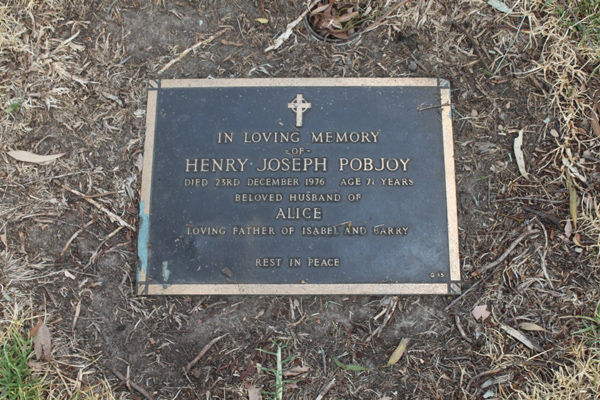 IN LOVING MEMORY
-OF-
HENRY·JOSEPH POBJOY
DIED 23RD DECEMBER 1976 AGE 71 YEARS
BELOVED HUSBAND OF
ALICE
LOVING FATHER OF ISABEL AND BARRY
REST IN PEACE